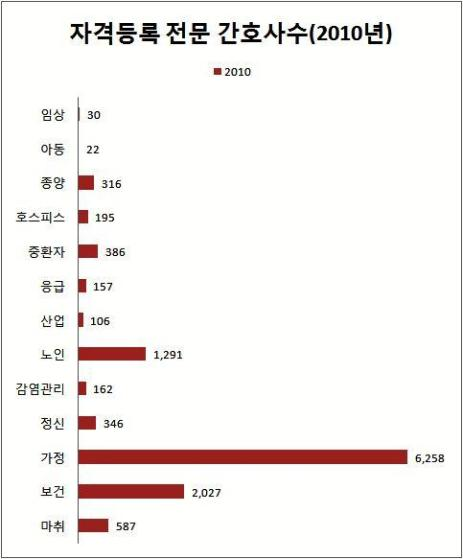 자격등록 전문 간호사수(2010년)
2010
임상 30
아동 22
종양 316
호스피스 195
중환자 386
응급 157
산업 106
노인 1,291
감염관리 162
정신 346
가정 6,258
보건 2,027
마취 587